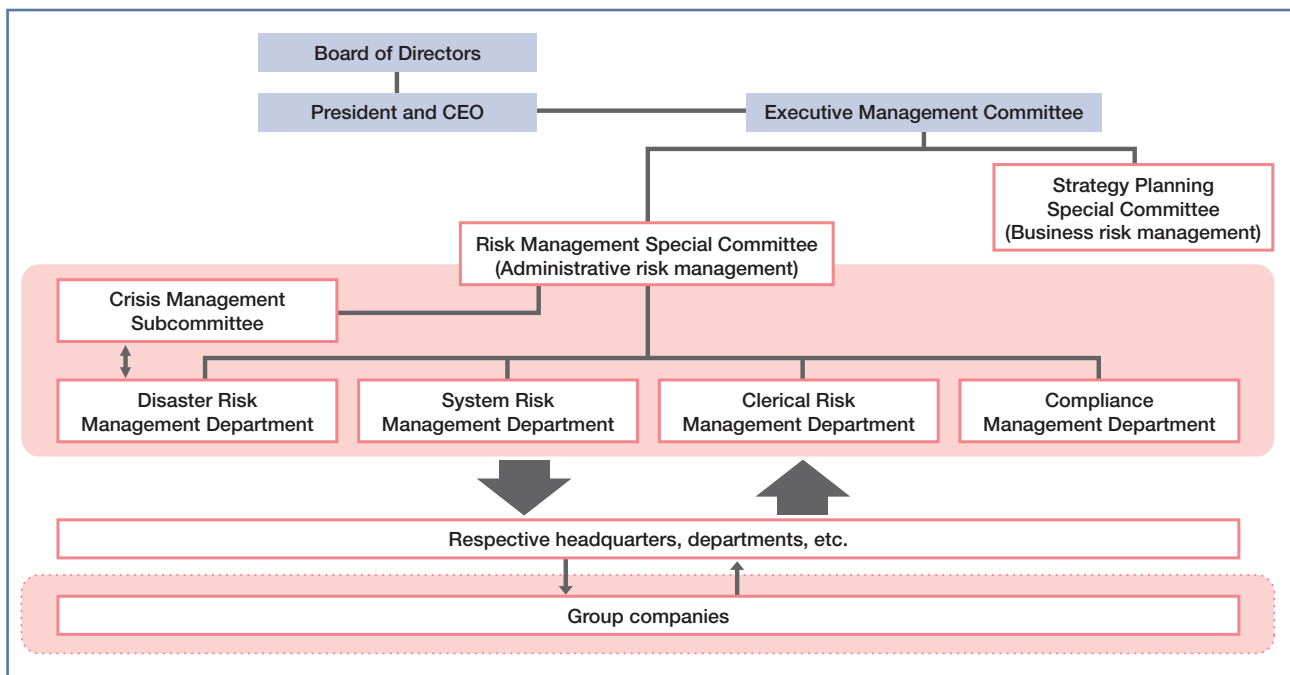 Board of Directors
President and CEO
Executive Management Committee
Strategy Planning
Special Committee
(Business risk management)
Risk Management Special Committee
(Administrative risk management)
Crisis Management
Subcommittee
Disaster Risk
Management Department
System Risk
Management Department
Clerical Risk
Management Department
Compliance
Management Department
Respective headquarters, departments, etc.
Group companies